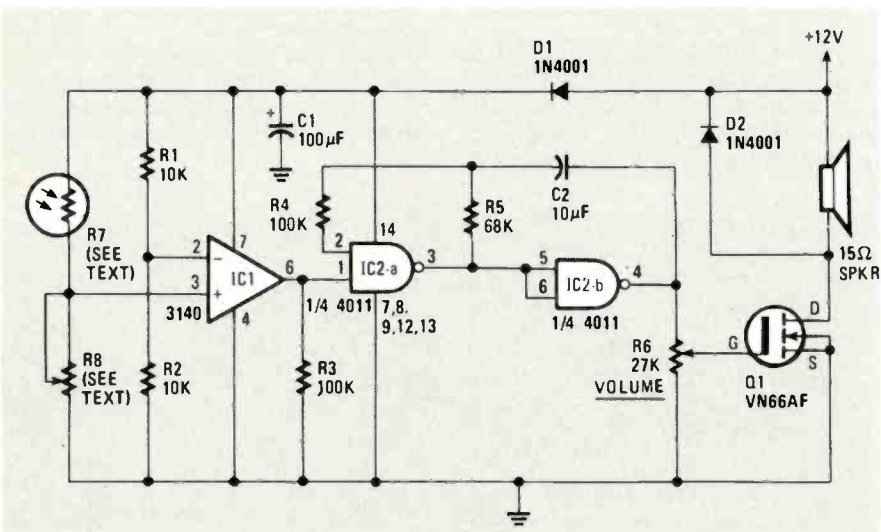 +12V
D1
1N4001
D2
1N4001
+
C1
100µF
R1
10K
R4
100K
R5
68K
C2
10µF
R7
(SEE
TEXT)
2
−
7
IC1
6
3
+
3140
4
2
14
1
IC2-a
3
1/4 4011
7,8,
9,12,13
5
6
IC2-b
4
1/4 4011
15Ω
SPKR
R8
(SEE
TEXT)
R2
10K
R3
100K
R6
27K
VOLUME
G
D
S
Q1
VN66AF